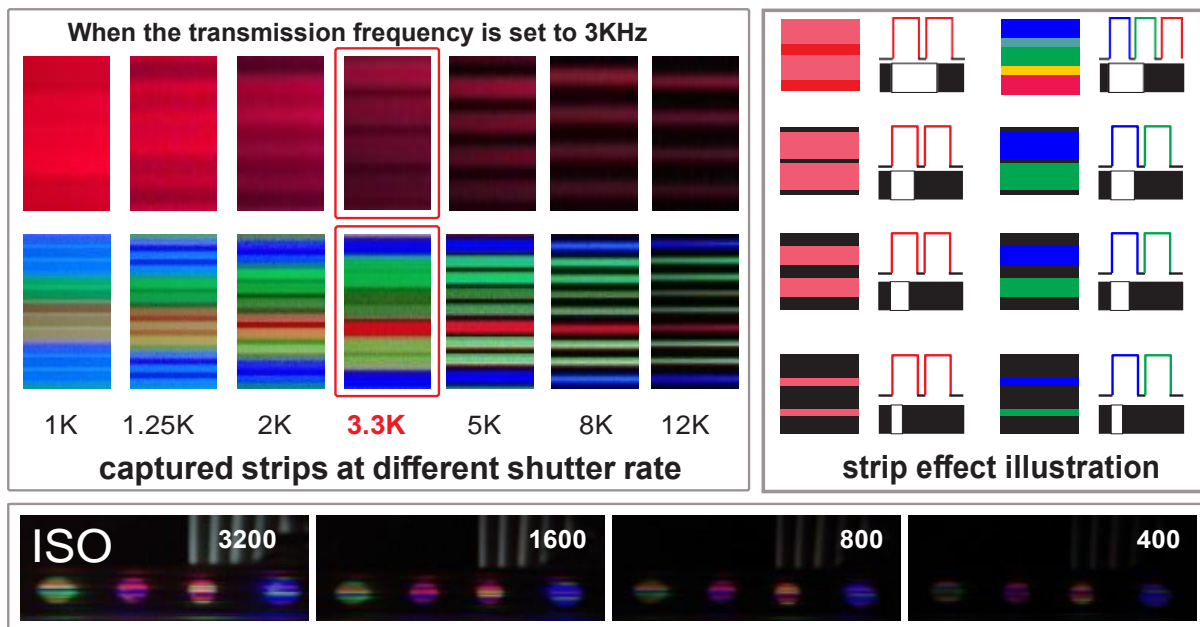 When the transmission frequency is set to 3KHz
1K 1.25K 2K 3.3K 5K 8K 12K
captured strips at different shutter rate
strip effect illustration
ISO 3200 1600 800 400